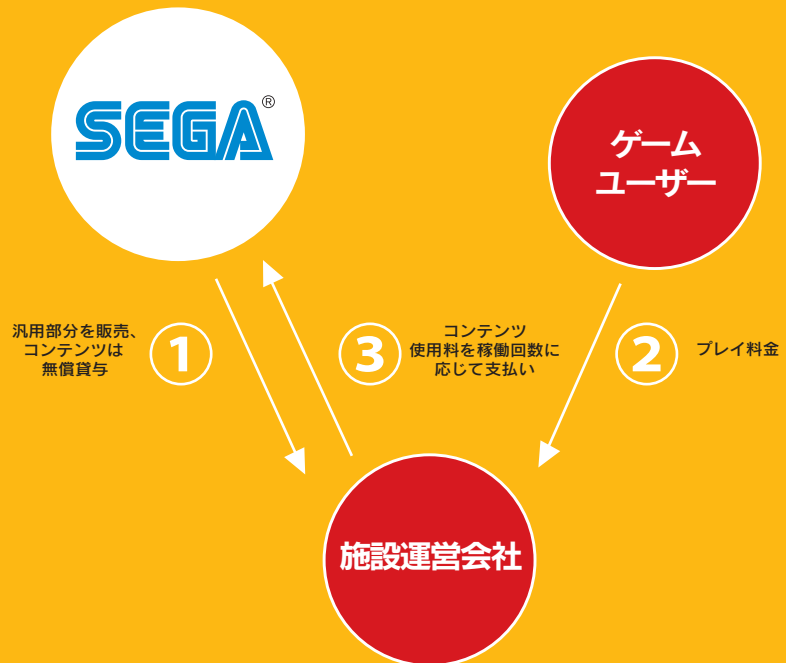 SEGA®
ゲーム
ユーザー
汎用部分を販売、
コンテンツは
無償貸与
1
3
コンテンツ
使用料を稼働回数に
応じて支払い
2
プレイ料金
施設運営会社